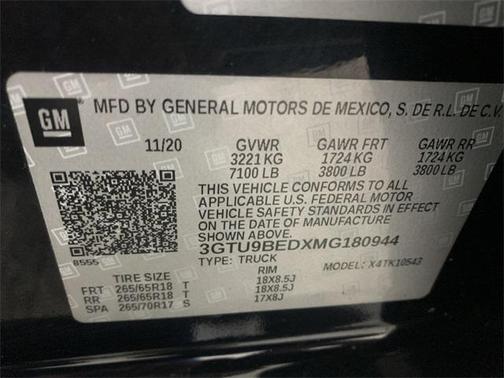 GM MFD BY GENERAL MOTORS DE MEXICO, S. DE R.L. DE C.V.
11/20 GVWR GAWR FRT GAWR RR
3221 KG 1724 KG 1724 KG
7100 LB 3800 LB 3800 LB
THIS VEHICLE CONFORMS TO ALL
APPLICABLE U.S. FEDERAL MOTOR
VEHICLE SAFETY STANDARDS IN EFFECT
ON THE DATE OF MANUFACTURE
SHOWN ABOVE.
3GTU9BEDXMG180944
8555
TYPE: TRUCK MODEL: X4TK10543
TIRE SIZE RIM
FRT 265/65R18 T 18X8.5J
RR 265/65R18 T 18X8.5J
SPA 265/70R17 S 17X8J